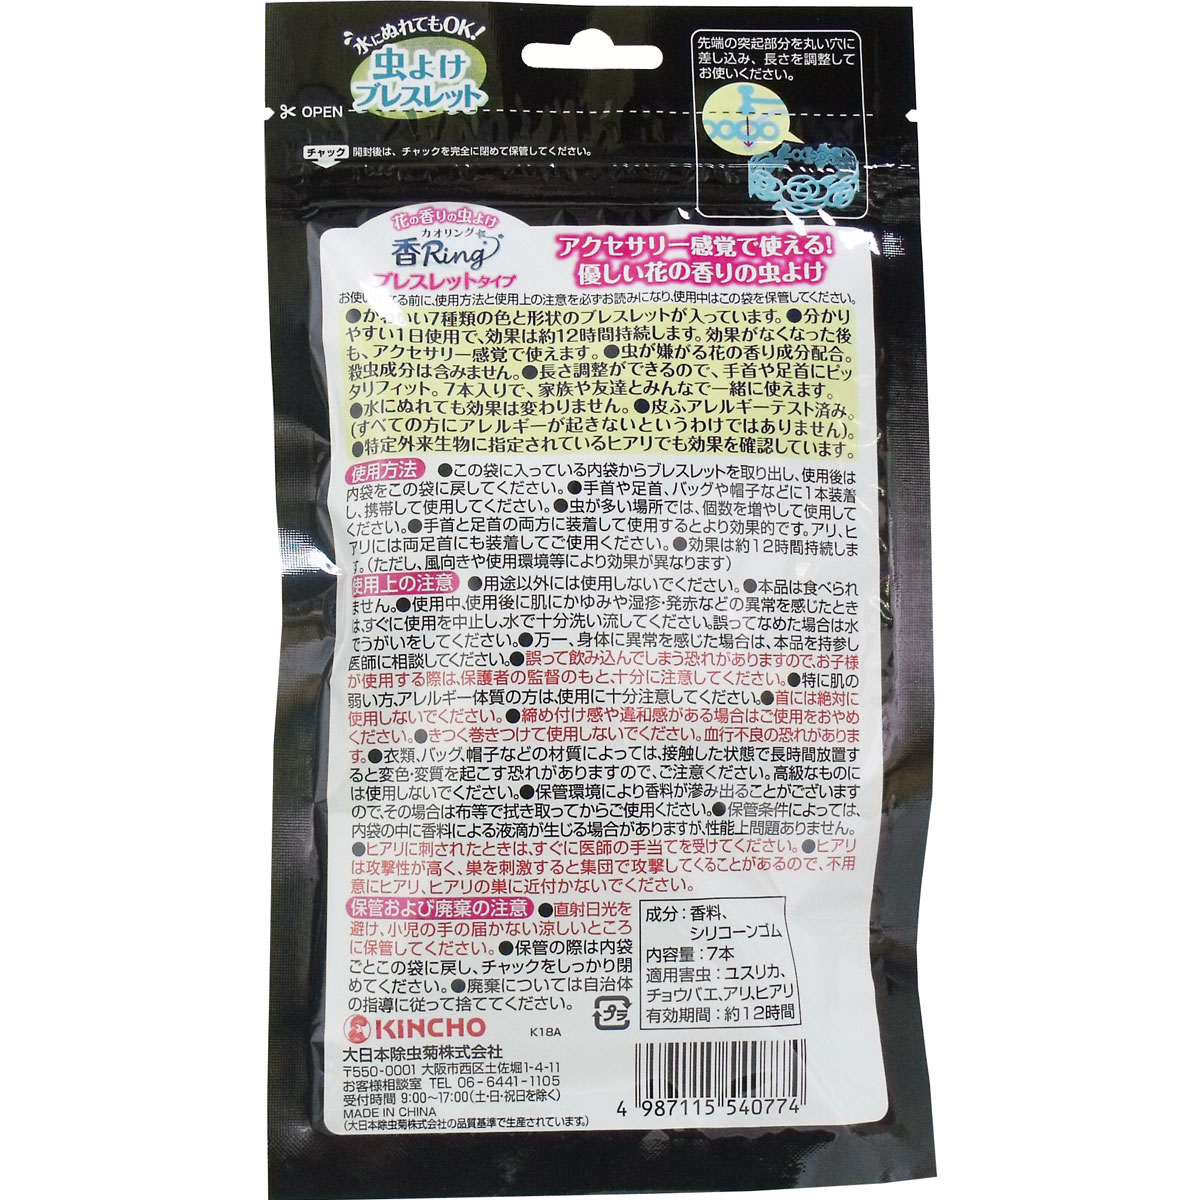 水にぬれてもOK!
虫よけ
ブレスレット
先端の突起部分を丸い穴に
差し込み、長さを調整して
お使いください。
OPEN
チャック 開封後は、チャックを完全に閉めて保管してください。
花の香りの虫よけ
カオリング
香Ring
ブレスレットタイプ
アクセサリー感覚で使える!
優しい花の香りの虫よけ
お使いになる前に、使用方法と使用上の注意を必ずお読みになり、使用中はこの袋を保管してください。
●かわいい7種類の色と形状のブレスレットが入っています。●分かり
やすい1日使用で、効果は約12時間持続します。効果がなくなった後
も、アクセサリー感覚で使えます。●虫が嫌がる花の香り成分配合。
殺虫成分は含みません。●長さ調整ができるので、手首や足首にピッ
タリフィット。7本入りで、家族や友達とみんなで一緒に使えます。
●水にぬれても効果は変わりません。●皮ふアレルギーテスト済み。
(すべての方にアレルギーが起きないというわけではありません)。
●特定外来生物に指定されているヒアリでも効果を確認しています。
使用方法 ●この袋に入っている内袋からブレスレットを取り出し、使用後は
内袋をこの袋に戻してください。●手首や足首、バッグや帽子などに1本装着
し、携帯して使用してください。●虫が多い場所では、個数を増やして使用して
ください。●手首と足首の両方に装着して使用するとより効果的です。アリ、ヒ
アリには両足首にも装着してご使用ください。●効果は約12時間持続しま
す。(ただし、風向きや使用環境等により効果が異なります)
使用上の注意 ●用途以外には使用しないでください。●本品は食べられ
ません。●使用中、使用後に肌にかゆみや湿疹・発赤などの異常を感じたとき
は、すぐに使用を中止し、水で十分洗い流してください。誤ってなめた場合は水
でうがいをしてください。●万一、身体に異常を感じた場合は、本品を持参し
医師に相談してください。●誤って飲み込んでしまう恐れがありますので、お子様
が使用する際は、保護者の監督のもと、十分に注意してください。●特に肌の
弱い方、アレルギー体質の方は、使用に十分注意してください。●首には絶対に
使用しないでください。●締め付け感や違和感がある場合はご使用をおやめ
ください。●きつく巻きつけて使用しないでください。血行不良の恐れがありま
す。●衣類、バッグ、帽子などの材質によっては、接触した状態で長時間放置す
ると変色・変質を起こす恐れがありますので、ご注意ください。高級なものに
は使用しないでください。●保管環境により香料が滲み出ることがございます
ので、その場合は布等で拭き取ってからご使用ください。●保管条件によっては、
内袋の中に香料による液滴が生じる場合がありますが、性能上問題ありません。
●ヒアリに刺されたときは、すぐに医師の手当てを受けてください。●ヒアリ
は攻撃性が高く、巣を刺激すると集団で攻撃してくることがあるので、不用
意にヒアリ、ヒアリの巣に近付かないでください。
保管および廃棄の注意 ●直射日光を
避け、小児の手の届かない涼しいところ
に保管してください。●保管の際は内袋
ごとこの袋に戻し、チャックをしっかり閉
めてください。●廃棄については自治体
の指導に従って捨ててください。
成分:香料、
シリコーンゴム
内容量:7本
適用害虫:ユスリカ、
チョウバエ、アリ、ヒアリ
有効期間:約12時間
プラ
KINCHO
K18A
大日本除虫菊株式会社
〒550-0001 大阪市西区土佐堀1-4-11
お客様相談室 TEL 06-6441-1105
受付時間 9:00〜17:00(土・日・祝日を除く)
MADE IN CHINA
(大日本除虫菊株式会社の品質基準で生産されています。)
4 987115 540774